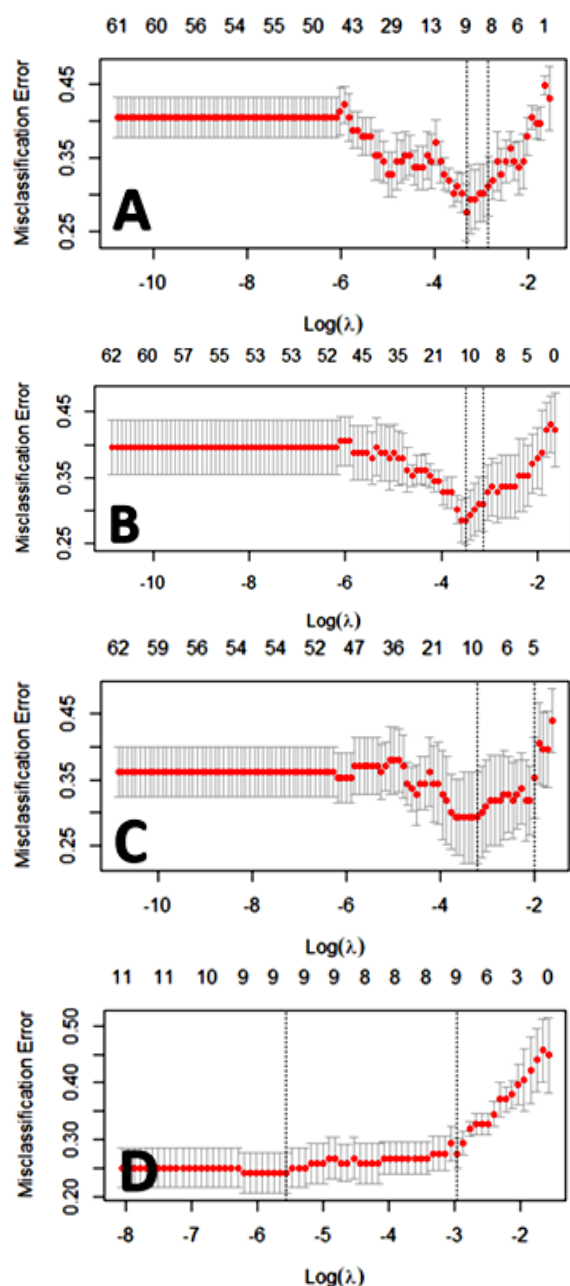 61 60 56 54 55 50 43 29 13 9 8 6 1
Misclassification Error
0.45
0.35
0.25
A
-10 -8 -6 -4 -2
Log(λ)
62 60 57 55 53 53 52 45 35 21 10 8 5 0
Misclassification Error
0.45
0.35
0.25
B
-10 -8 -6 -4 -2
Log(λ)
62 59 56 54 54 52 47 36 21 10 6 5
Misclassification Error
0.45
0.35
0.25
C
-10 -8 -6 -4 -2
Log(λ)
11 11 10 9 9 9 9 8 8 8 9 6 3 0
Misclassification Error
0.50
0.40
0.30
0.20
D
-8 -7 -6 -5 -4 -3 -2
Log(λ)